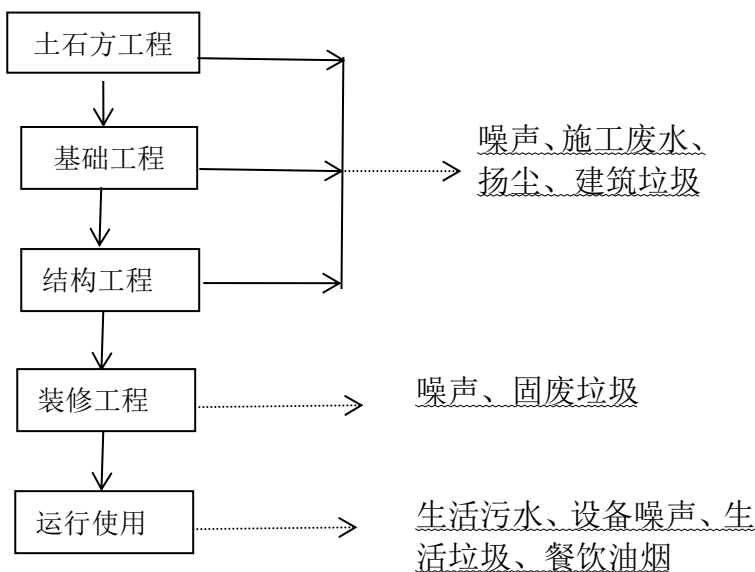 土石方工程
基础工程
噪声、施工废水、
扬尘、建筑垃圾
结构工程
装修工程
噪声、固废垃圾
运行使用
生活污水、设备噪声、生
活垃圾、餐饮油烟